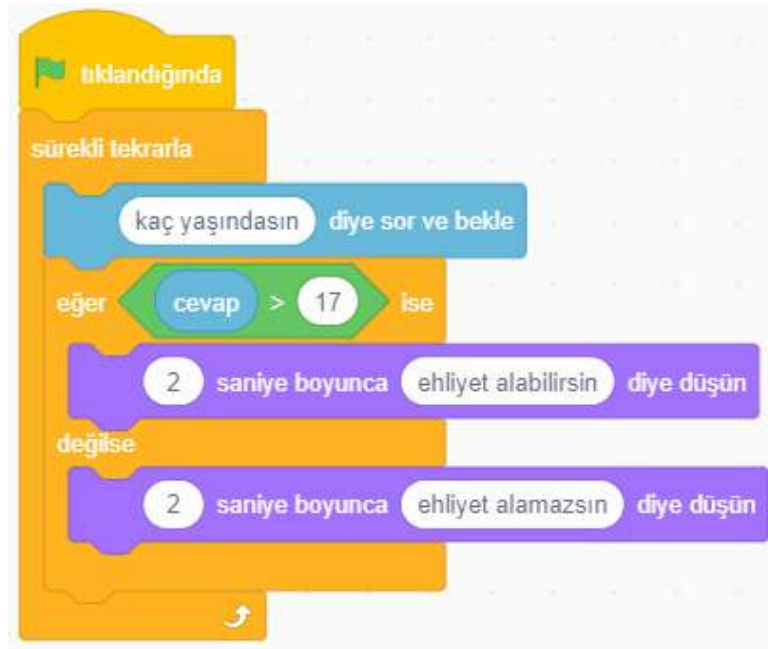 tıklandığında
sürekli tekrarla
kaç yaşındasın diye sor ve bekle
eğer cevap > 17 ise
2 saniye boyunca ehliyet alabilirsin diye düşün
değilse
2 saniye boyunca ehliyet alamazsın diye düşün